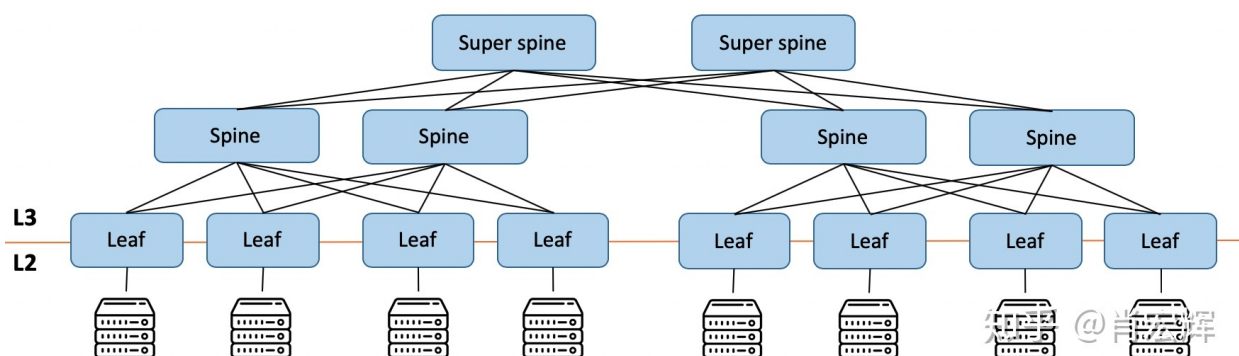 Super spine Super spine
Spine Spine Spine Spine
L3
Leaf Leaf Leaf Leaf Leaf Leaf Leaf Leaf
L2
知乎 @肖宏辉